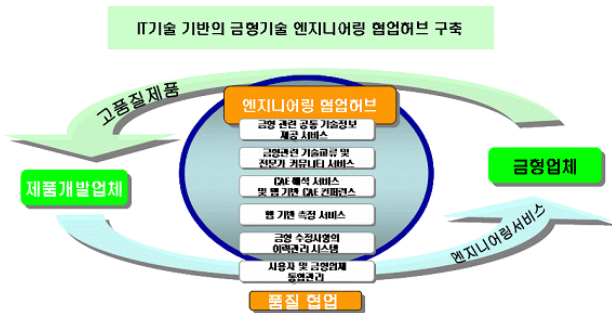 IT기술 기반의 금형기술 엔지니어링 협업허브 구축
고품질제품
엔지니어링 협업허브
금형 관련 공동 기술정보
제공 서비스
금형관련 기술교류 및
전문가 커뮤니티 서비스
제품개발업체
금형업체
CAE 해석 서비스
및 웹 기반 CAE 컨퍼런스
웹 기반 측정 서비스
금형 수정사항의
이력관리 시스템
엔지니어링서비스
사용자 및 금형업체
통합관리
품질 협업